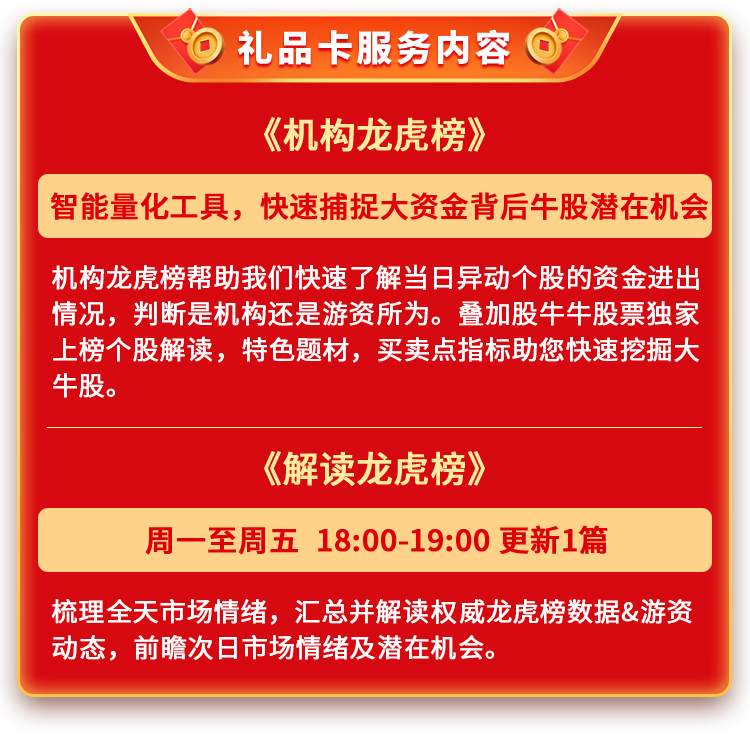 礼品卡服务内容
《机构龙虎榜》
智能量化工具，快速捕捉大资金背后牛股潜在机会
机构龙虎榜帮助我们快速了解当日异动个股的资金进出
情况，判断是机构还是游资所为。叠加股牛牛股票独家
上榜个股解读，特色题材，买卖点指标助您快速挖掘大
牛股。
《解读龙虎榜》
周一至周五 18:00-19:00 更新1篇
梳理全天市场情绪，汇总并解读权威龙虎榜数据&游资
动态，前瞻次日市场情绪及潜在机会。